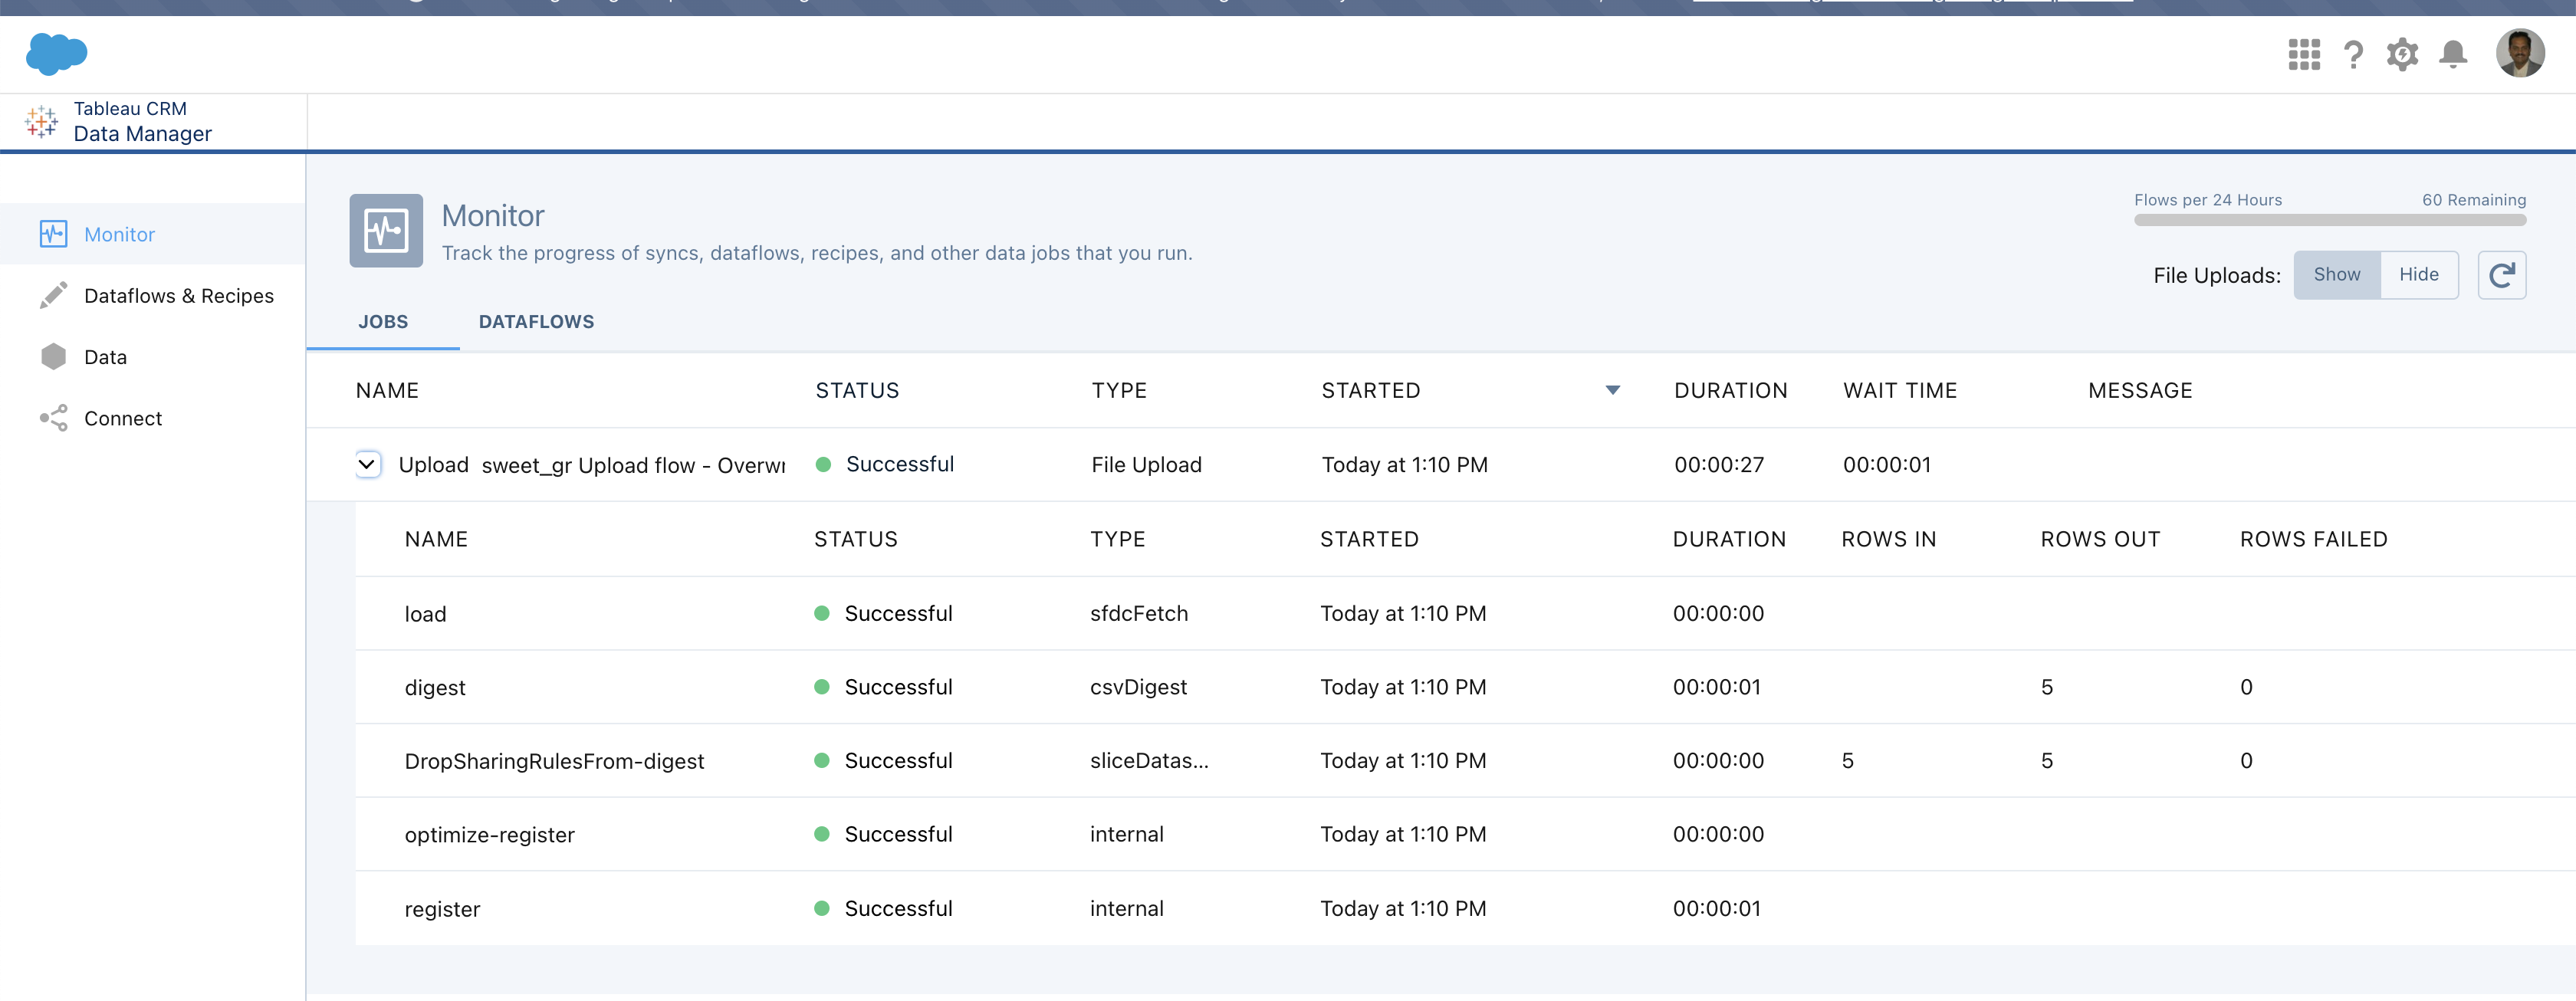 Tableau CRM
Data Manager
Monitor
Dataflows & Recipes
Data
Connect
Monitor
Track the progress of syncs, dataflows, recipes, and other data jobs that you run.
Flows per 24 Hours 60 Remaining
File Uploads: Show Hide
JOBS DATAFLOWS
NAME STATUS TYPE STARTED DURATION WAIT TIME MESSAGE
Upload sweet_gr Upload flow - Overwr Successful File Upload Today at 1:10 PM 00:00:27 00:00:01
NAME STATUS TYPE STARTED DURATION ROWS IN ROWS OUT ROWS FAILED
load Successful sfdcFetch Today at 1:10 PM 00:00:00
digest Successful csvDigest Today at 1:10 PM 00:00:01 5 0
DropSharingRulesFrom-digest Successful sliceDatas... Today at 1:10 PM 00:00:00 5 5 0
optimize-register Successful internal Today at 1:10 PM 00:00:00
register Successful internal Today at 1:10 PM 00:00:01